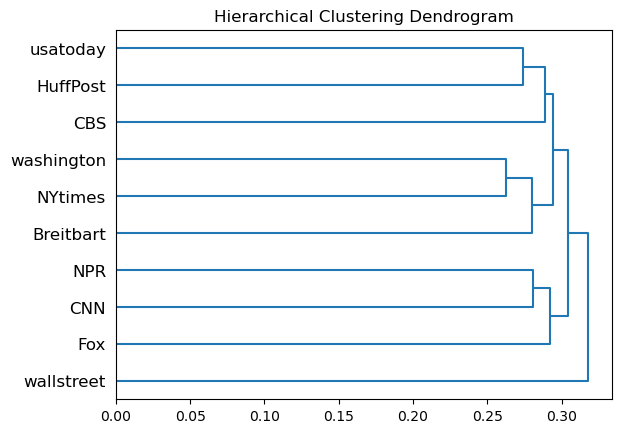 Hierarchical Clustering Dendrogram
usatoday
HuffPost
CBS
washington
NYtimes
Breitbart
NPR
CNN
Fox
wallstreet
0.00 0.05 0.10 0.15 0.20 0.25 0.30